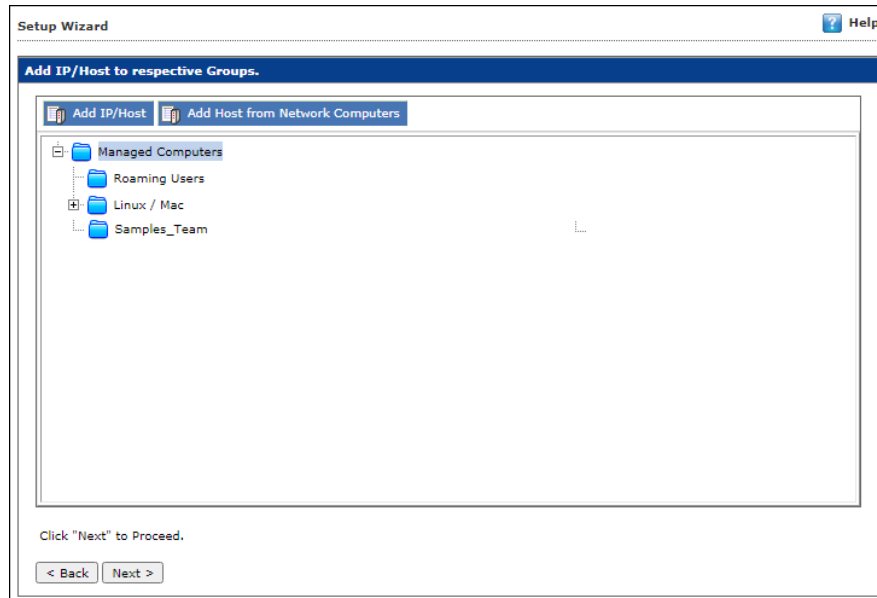 Setup Wizard
Help
Add IP/Host to respective Groups.
Add IP/Host Add Host from Network Computers
Managed Computers
Roaming Users
Linux / Mac
Samples_Team
Click "Next" to Proceed.
< Back Next >